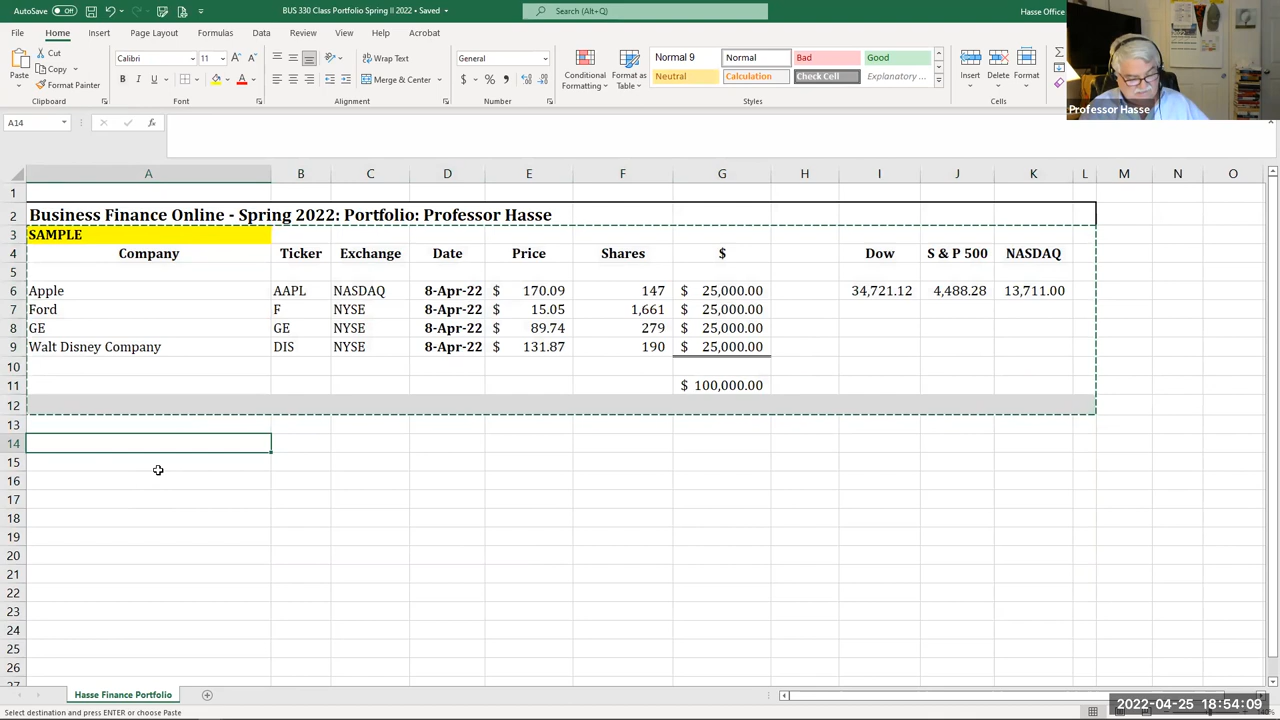 AutoSave Off BUS 330 Class Portfolio Spring II 2022 • Saved Search (Alt+Q) Hasse Office
File Home Insert Page Layout Formulas Data Review View Help Acrobat
Paste Cut Copy Format Painter Clipboard
Calibri 11 B I U A Font
Wrap Text Merge & Center Alignment
General $ % Number
Conditional Formatting Format as Table
Normal 9 Normal Bad Good
Neutral Calculation Check Cell Explanatory ...
Styles
Insert Delete Format Cells
Professor Hasse
A14 fx
A B C D E F G H I J K L M N O
1
2 Business Finance Online - Spring 2022: Portfolio: Professor Hasse
3 SAMPLE
4 Company Ticker Exchange Date Price Shares $ Dow S & P 500 NASDAQ
5
6 Apple AAPL NASDAQ 8-Apr-22 $ 170.09 147 $ 25,000.00 34,721.12 4,488.28 13,711.00
7 Ford F NYSE 8-Apr-22 $ 15.05 1,661 $ 25,000.00
8 GE GE NYSE 8-Apr-22 $ 89.74 279 $ 25,000.00
9 Walt Disney Company DIS NYSE 8-Apr-22 $ 131.87 190 $ 25,000.00
10
11 $ 100,000.00
12
13
14
15
16
17
18
19
20
21
22
23
24
25
26
27
Hasse Finance Portfolio
Select destination and press ENTER or choose Paste
2022-04-25 18:54:09